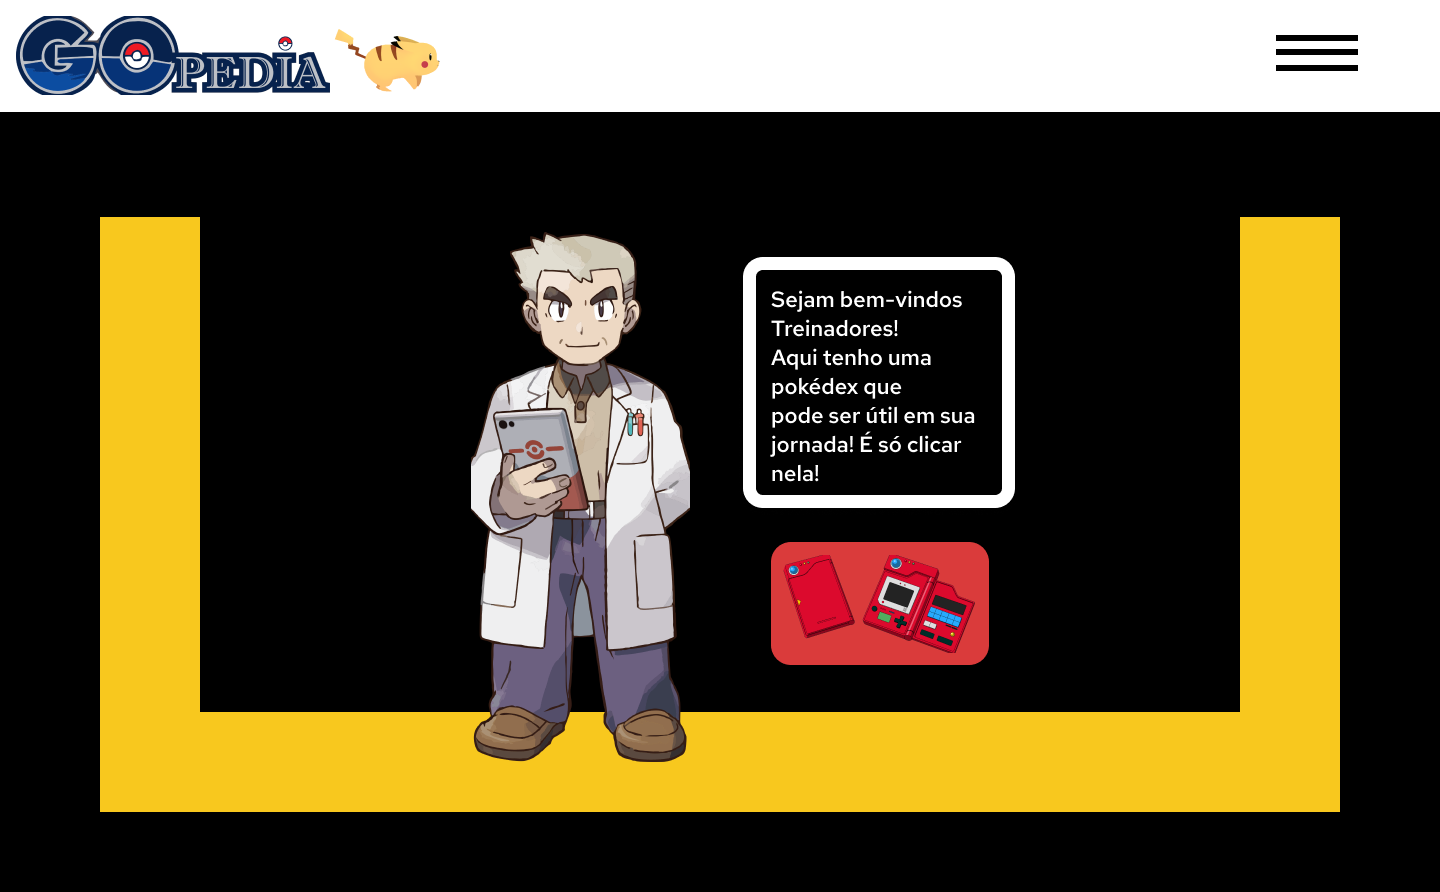 GOPEDIA
Sejam bem-vindos
Treinadores!
Aqui tenho uma
pokédex que
pode ser útil em sua
jornada! É só clicar
nela!